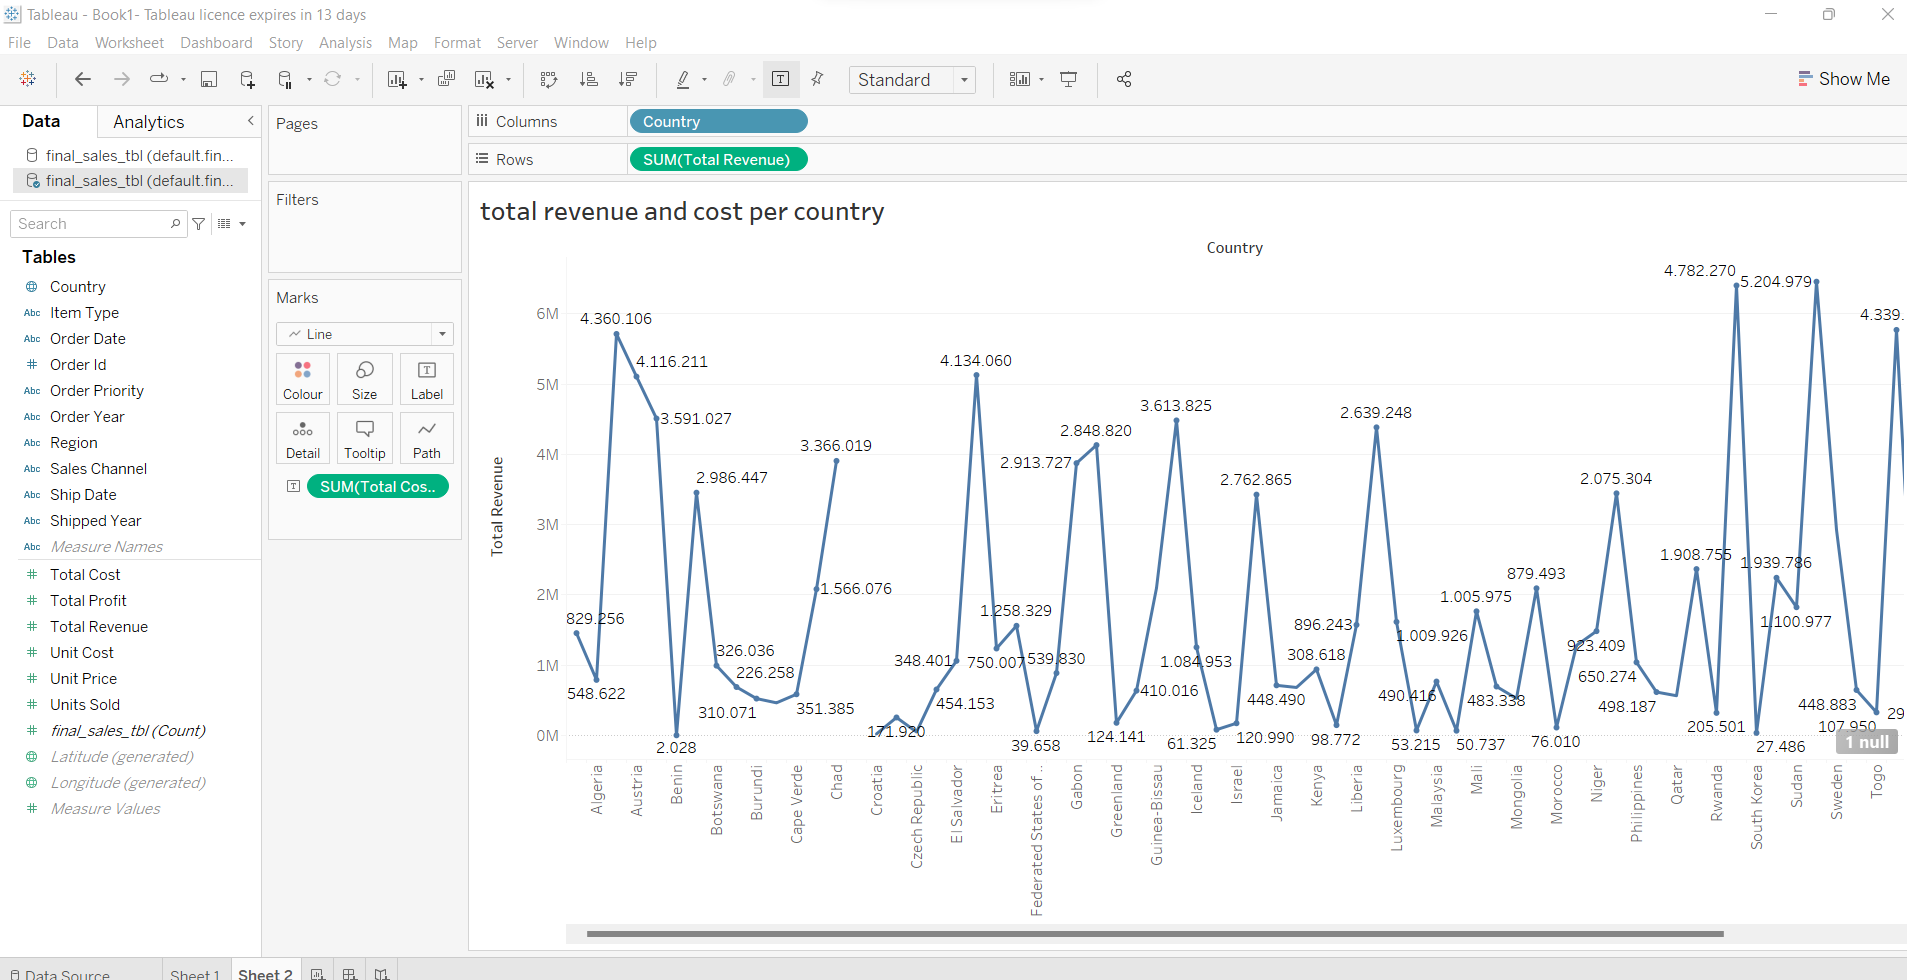 Tableau - Book1- Tableau licence expires in 13 days
File Data Worksheet Dashboard Story Analysis Map Format Server Window Help
Standard
Show Me
Data Analytics
final_sales_tbl (default.fin...
final_sales_tbl (default.fin...
Search
Tables
Country
Abc Item Type
Abc Order Date
# Order Id
Abc Order Priority
Abc Order Year
Abc Region
Abc Sales Channel
Abc Ship Date
Abc Shipped Year
Abc Measure Names
# Total Cost
# Total Profit
# Total Revenue
# Unit Cost
# Unit Price
# Units Sold
# final_sales_tbl (Count)
Latitude (generated)
Longitude (generated)
# Measure Values
Pages
Filters
Marks
Line
Colour Size T Label
Detail Tooltip Path
T SUM(Total Cos..
Columns Country
Rows SUM(Total Revenue)
total revenue and cost per country
Country
Total Revenue
6M
5M
4M
3M
2M
1M
0M
829.256
548.622
4.360.106
4.116.211
3.591.027
2.028
2.986.447
326.036
310.071
226.258
351.385
1.566.076
3.366.019
171.920
348.401
454.153
4.134.060
750.007
1.258.329
39.658
539.830
2.913.727
2.848.820
124.141
410.016
3.613.825
1.084.953
61.325
120.990
2.762.865
448.490
308.618
98.772
896.243
2.639.248
1.009.926
53.215
490.416
50.737
1.005.975
483.338
879.493
76.010
923.409
2.075.304
650.274
498.187
1.908.755
205.501
4.782.270
27.486
1.939.786
1.100.977
5.204.979
448.883
107.950
4.339.
29
1 null
Algeria
Austria
Benin
Botswana
Burundi
Cape Verde
Chad
Croatia
Czech Republic
El Salvador
Eritrea
Federated States of ..
Gabon
Greenland
Guinea-Bissau
Iceland
Israel
Jamaica
Kenya
Liberia
Luxembourg
Malaysia
Mali
Mongolia
Morocco
Niger
Philippines
Qatar
Rwanda
South Korea
Sudan
Sweden
Togo
Data Source Sheet 1 Sheet 2